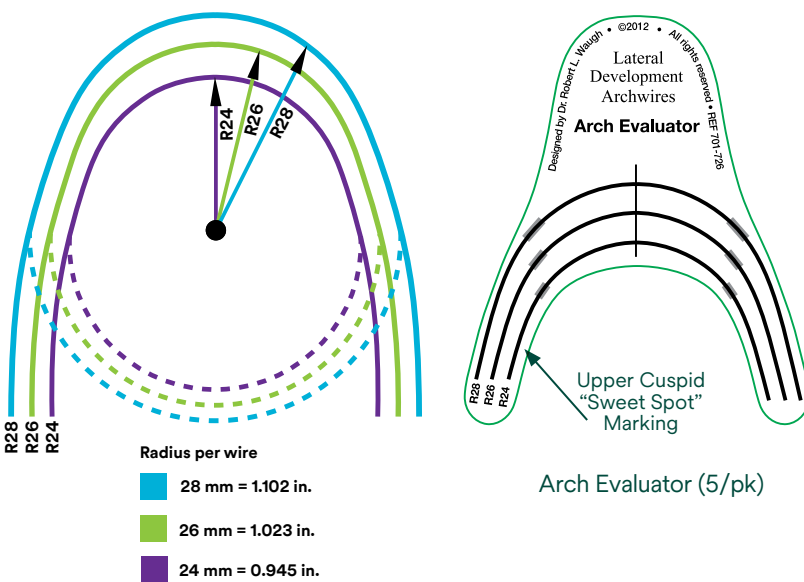 R24
R26
R28
R28
R26
R24
Radius per wire
28 mm = 1.102 in.
26 mm = 1.023 in.
24 mm = 0.945 in.
Designed by Dr. Robert L. Waugh • ©2012 • All rights reserved • REF 701-726
Lateral
Development
Archwires
Arch Evaluator
R28
R26
R24
Upper Cuspid
“Sweet Spot”
Marking
Arch Evaluator (5/pk)